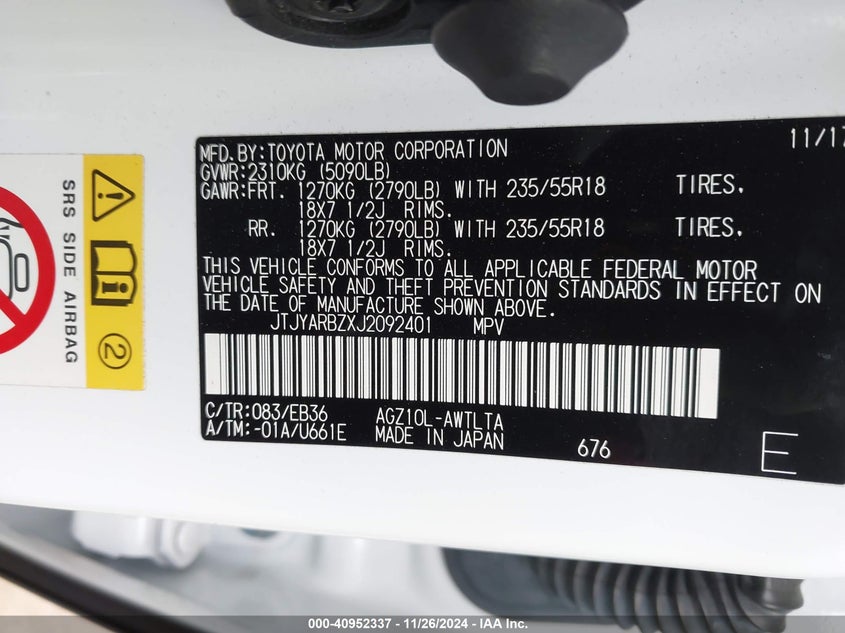 MFD.BY:TOYOTA MOTOR CORPORATION 11/17
GVWR:2310KG (5090LB)
GAWR:FRT. 1270KG (2790LB) WITH 235/55R18 TIRES.
18X7 1/2J RIMS.
RR. 1270KG (2790LB) WITH 235/55R18 TIRES.
18X7 1/2J RIMS.
THIS VEHICLE CONFORMS TO ALL APPLICABLE FEDERAL MOTOR
VEHICLE SAFETY AND THEFT PREVENTION STANDARDS IN EFFECT ON
THE DATE OF MANUFACTURE SHOWN ABOVE.
JTJYARBZXJ2092401 MPV
C/TR:083/EB36 AGZ10L-AWTLTA
A/TM:-01A/U661E MADE IN JAPAN 676 E
SRS SIDE AIRBAG
2
000-40952337 - 11/26/2024 - IAA Inc.